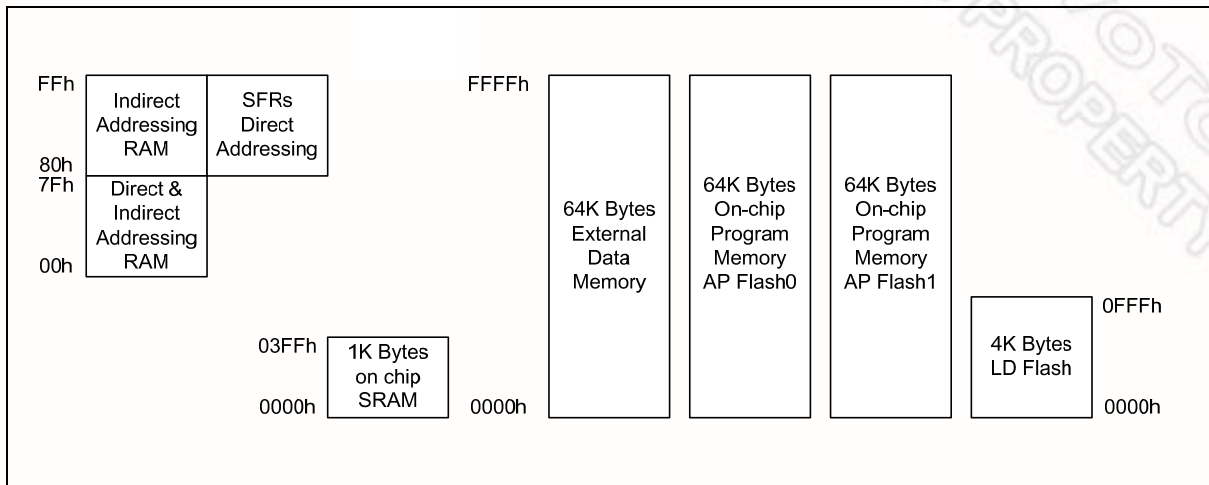 FFh
Indirect
Addressing
RAM
SFRs
Direct
Addressing
80h
7Fh
Direct &
Indirect
Addressing
RAM
00h
03FFh
1K Bytes
on chip
SRAM
0000h
FFFFh
64K Bytes
External
Data
Memory
0000h
64K Bytes
On-chip
Program
Memory
AP Flash0
64K Bytes
On-chip
Program
Memory
AP Flash1
0FFFh
4K Bytes
LD Flash
0000h
PROPERTY